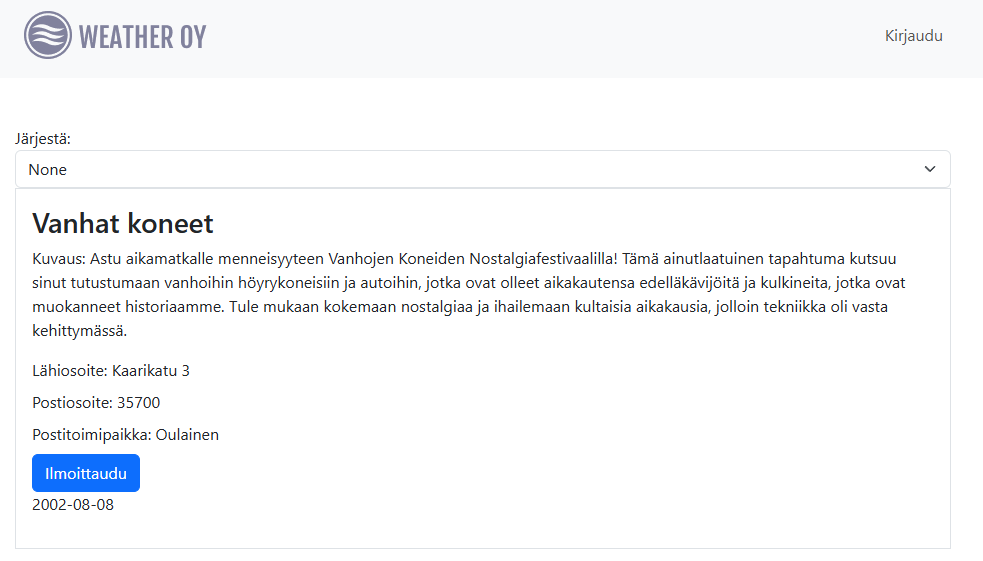 WEATHER OY
Kirjaudu
Järjestä:
None
Vanhat koneet
Kuvaus: Astu aikamatkalle menneisyyteen Vanhojen Koneiden Nostalgiafestivaalilla! Tämä ainutlaatuinen tapahtuma kutsuu
sinut tutustumaan vanhoihin höyrykoneisiin ja autoihin, jotka ovat olleet aikakautensa edelläkävijöitä ja kulkineita, jotka ovat
muokanneet historiaamme. Tule mukaan kokemaan nostalgiaa ja ihailemaan kultaisia aikakausia, jolloin tekniikka oli vasta
kehittymässä.
Lähiosoite: Kaarikatu 3
Postiosoite: 35700
Postitoimipaikka: Oulainen
Ilmoittaudu
2002-08-08